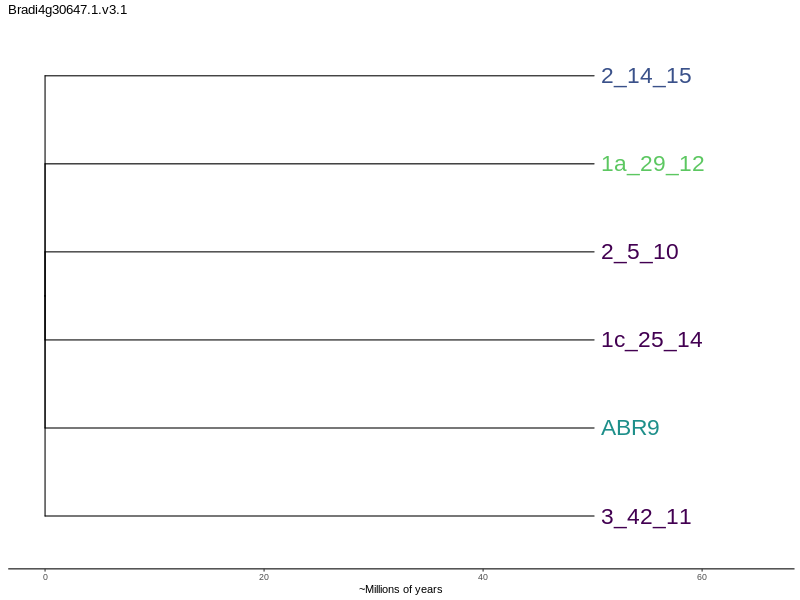 Bradi4g30647.1.v3.1
2_14_15
1a_29_12
2_5_10
1c_25_14
ABR9
3_42_11
0 20 40 60
~Millions of years